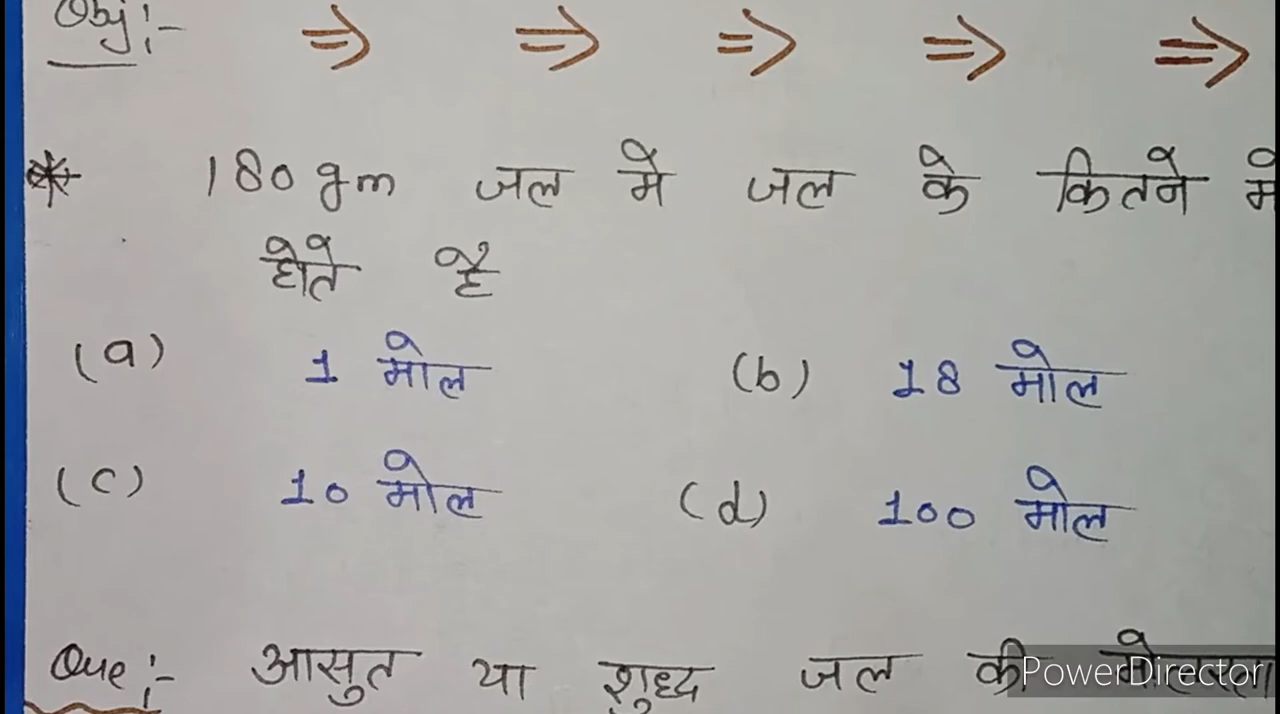 Obj:-
⇒ ⇒ ⇒ ⇒ ⇒
* 180 gm जल मे जल के कितने
होते है
(a) 1 मोल (b) 18 मोल
(c) 10 मोल (d) 100 मोल
Que:- आसुत या शुध्द जल की
PowerDirector